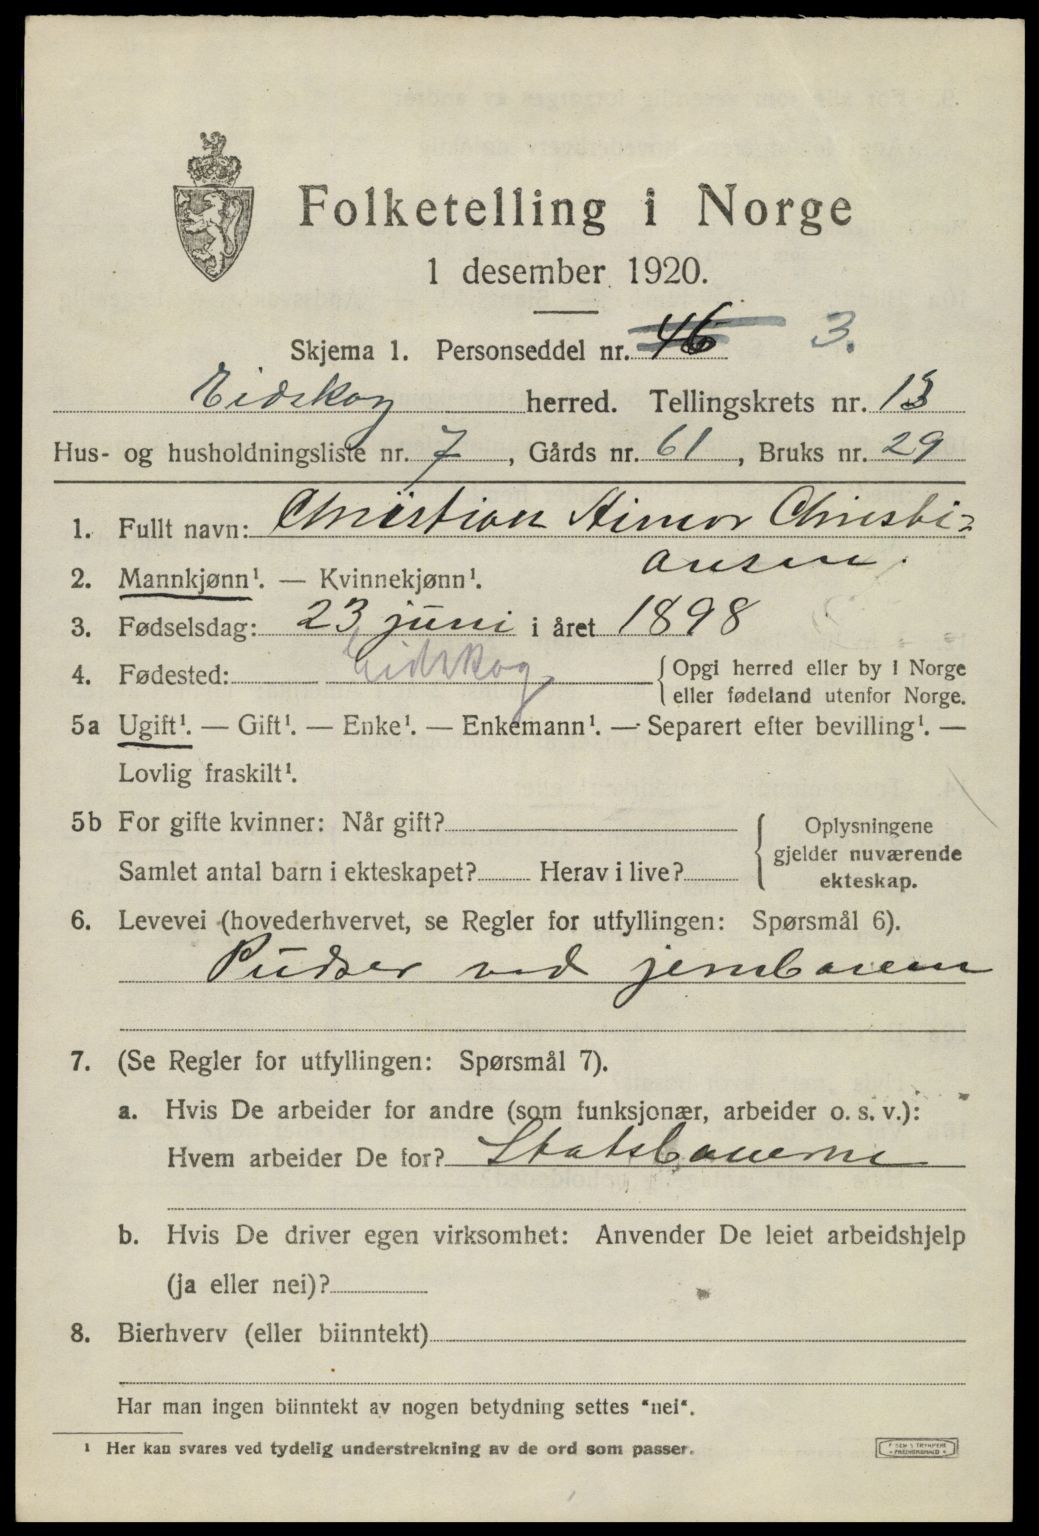 Folketelling i Norge
1 desember 1920.
Skjema 1. Personseddel nr. 46 3.
Eidskog herred. Tellingskrets nr. 13
Hus- og husholdningsliste nr. 7, Gårds nr. 61, Bruks nr. 29
1. Fullt navn: Christian Christi-
ansen.
2. Mannkjønn¹. — Kvinnekjønn¹.
3. Fødselsdag: 23 juni i året 1898
4. Fødested: Eidskog { Opgi herred eller by i Norge
eller fødeland utenfor Norge.
5a Ugift¹. — Gift¹. — Enke¹. — Enkemann¹. — Separert efter bevilling¹. —
Lovlig fraskilt¹.
5b For gifte kvinner: Når gift?
Samlet antal barn i ekteskapet? Herav i live?
{ Oplysningene
gjelder nuværende
ekteskap.
6. Levevei (hovederhvervet, se Regler for utfyllingen: Spørsmål 6).
Pudser ved jernbanen
7. (Se Regler for utfyllingen: Spørsmål 7).
a. Hvis De arbeider for andre (som funksjonær, arbeider o. s. v.):
Hvem arbeider De for? Statsbanerne
b. Hvis De driver egen virksomhet: Anvender De leiet arbeidshjelp
(ja eller nei)?
8. Bierhverv (eller biinntekt)
Har man ingen biinntekt av nogen betydning settes "nei".
¹ Her kan svares ved tydelig understrekning av de ord som passer.